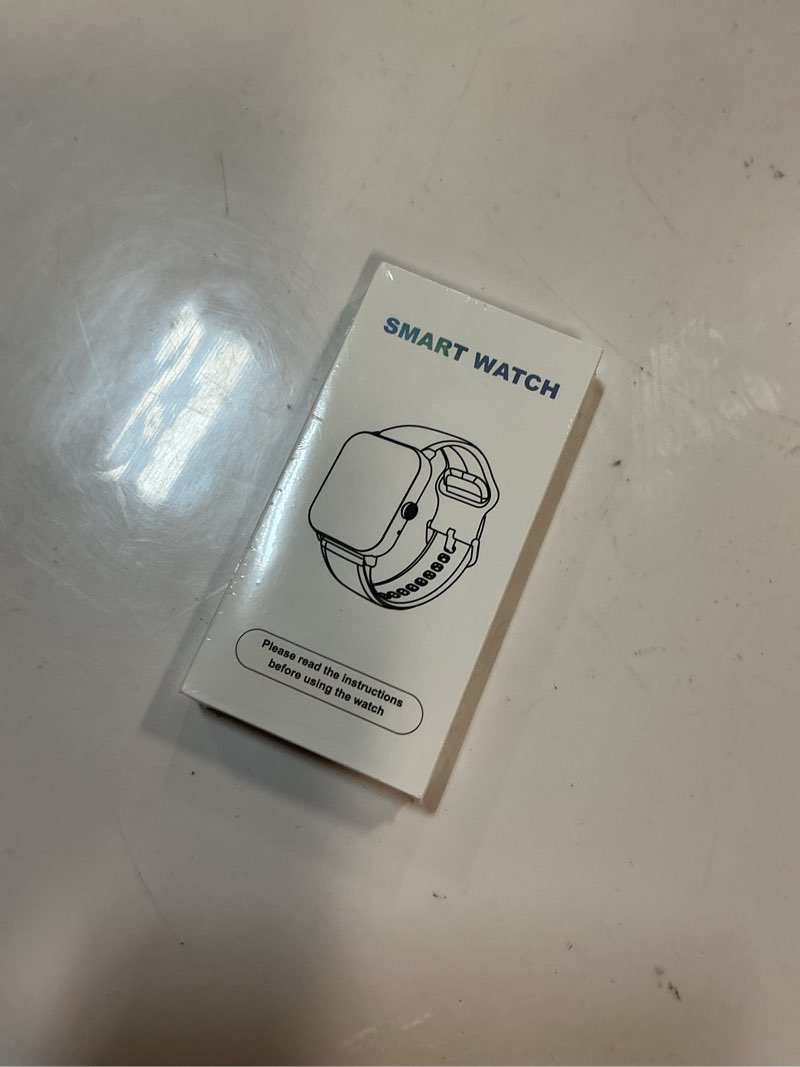 SMART WATCH
Please read the instructions
before using the watch